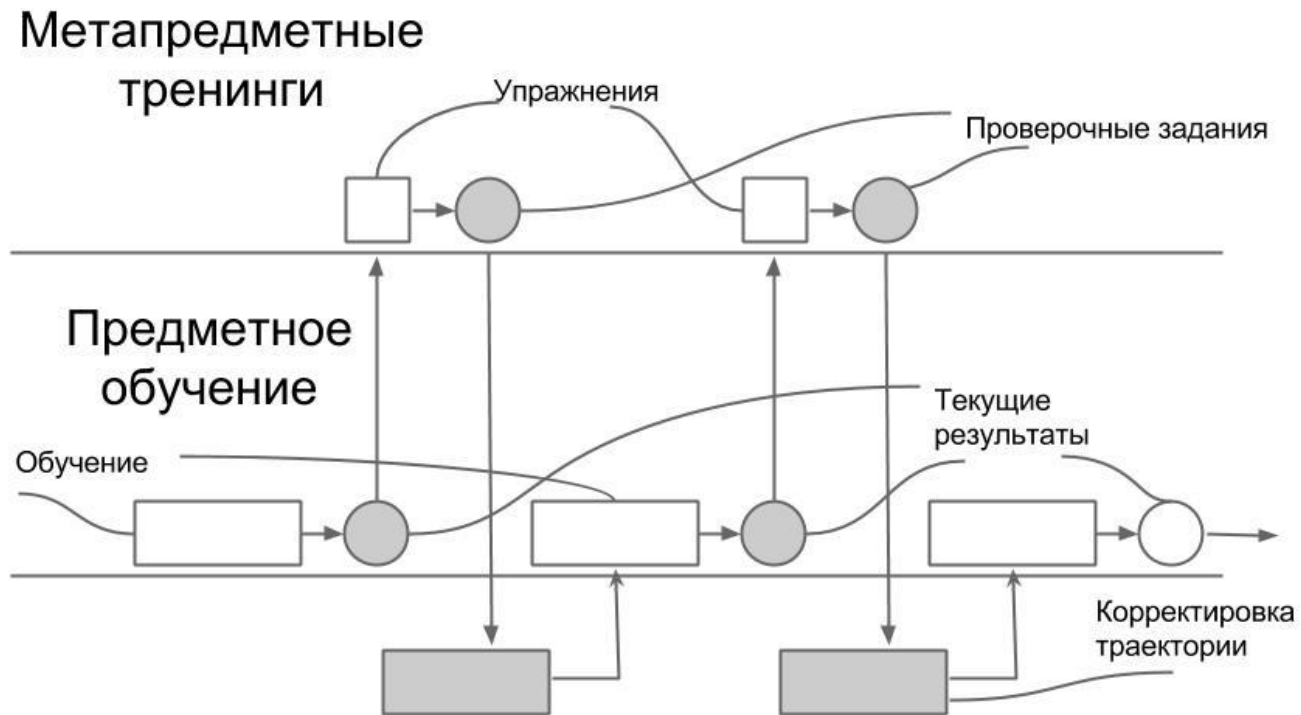 Метапредметные
тренинги
Упражнения
Проверочные задания
Предметное
обучение
Текущие
результаты
Обучение
Корректировка
траектории